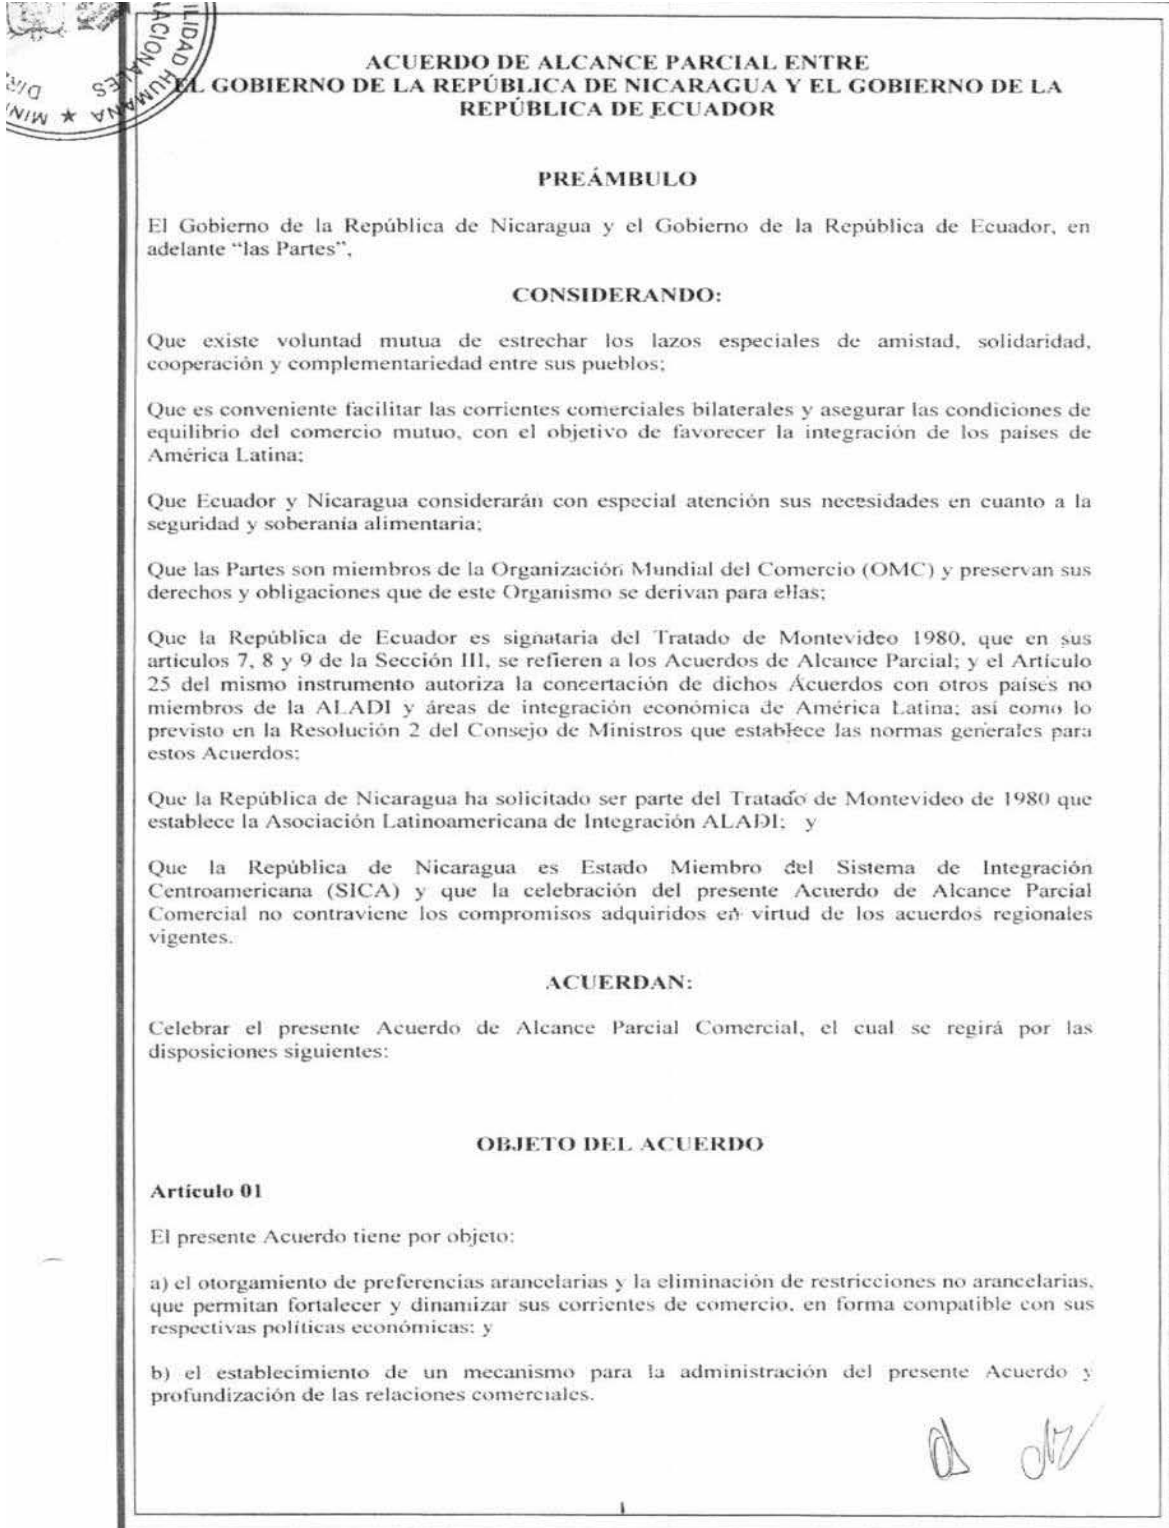 ILIDAD HUMANA
NACIONALES
DIR
MIN
ACUERDO DE ALCANCE PARCIAL ENTRE
EL GOBIERNO DE LA REPÚBLICA DE NICARAGUA Y EL GOBIERNO DE LA
REPÚBLICA DE ECUADOR
PREÁMBULO
El Gobierno de la República de Nicaragua y el Gobierno de la República de Ecuador, en
adelante “las Partes”,
CONSIDERANDO:
Que existe voluntad mutua de estrechar los lazos especiales de amistad, solidaridad,
cooperación y complementariedad entre sus pueblos;
Que es conveniente facilitar las corrientes comerciales bilaterales y asegurar las condiciones de
equilibrio del comercio mutuo, con el objetivo de favorecer la integración de los países de
América Latina;
Que Ecuador y Nicaragua considerarán con especial atención sus necesidades en cuanto a la
seguridad y soberanía alimentaria;
Que las Partes son miembros de la Organización Mundial del Comercio (OMC) y preservan sus
derechos y obligaciones que de este Organismo se derivan para ellas;
Que la República de Ecuador es signataria del Tratado de Montevideo 1980, que en sus
artículos 7, 8 y 9 de la Sección III, se refieren a los Acuerdos de Alcance Parcial; y el Artículo
25 del mismo instrumento autoriza la concertación de dichos Acuerdos con otros países no
miembros de la ALADI y áreas de integración económica de América Latina; así como lo
previsto en la Resolución 2 del Consejo de Ministros que establece las normas generales para
estos Acuerdos;
Que la República de Nicaragua ha solicitado ser parte del Tratado de Montevideo de 1980 que
establece la Asociación Latinoamericana de Integración ALADI; y
Que la República de Nicaragua es Estado Miembro del Sistema de Integración
Centroamericana (SICA) y que la celebración del presente Acuerdo de Alcance Parcial
Comercial no contraviene los compromisos adquiridos en virtud de los acuerdos regionales
vigentes.
ACUERDAN:
Celebrar el presente Acuerdo de Alcance Parcial Comercial, el cual se regirá por las
disposiciones siguientes:
OBJETO DEL ACUERDO
Artículo 01
El presente Acuerdo tiene por objeto:
a) el otorgamiento de preferencias arancelarias y la eliminación de restricciones no arancelarias,
que permitan fortalecer y dinamizar sus corrientes de comercio, en forma compatible con sus
respectivas políticas económicas; y
b) el establecimiento de un mecanismo para la administración del presente Acuerdo y
profundización de las relaciones comerciales.
1